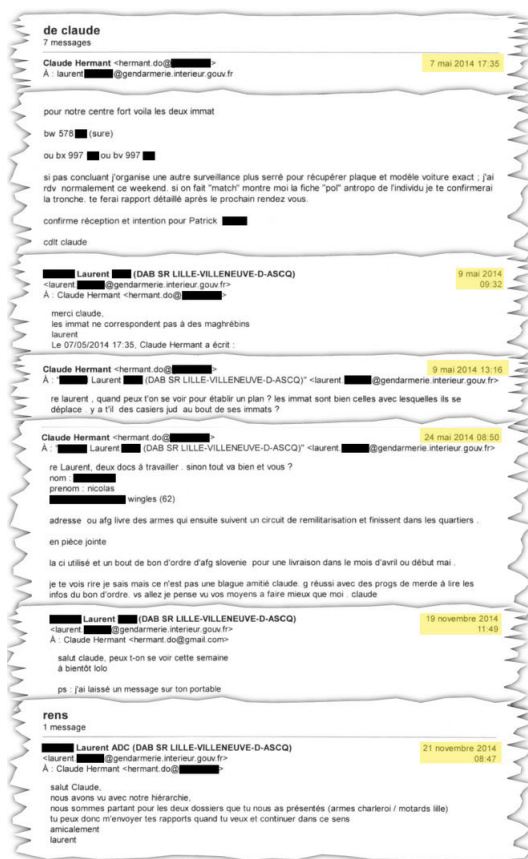 de claude
7 messages
Claude Hermant <hermant.do@ > 7 mai 2014 17:35
À : laurent @gendarmerie.interieur.gouv.fr
pour notre centre fort voila les deux immat
bw 578 (sure)
ou bx 997 ou bv 997
si pas concluant j'organise une autre surveillance plus serré pour récupérer plaque et modèle voiture exact ; j'ai
rdv normalement ce weekend. si on fait "match" montre moi la fiche "pol" antropo de l'individu je te confirmerai
la tronche. te ferai rapport détaillé après le prochain rendez vous.
confirme réception et intention pour Patrick
cdlt claude
Laurent (DAB SR LILLE-VILLENEUVE-D-ASCQ) 9 mai 2014
<laurent. @gendarmerie.interieur.gouv.fr> 09:32
À : Claude Hermant <hermant.do@ >
merci claude,
les immat ne correspondent pas à des maghrébins
laurent
Le 07/05/2014 17:35, Claude Hermant a écrit :
Claude Hermant <hermant.do@ > 9 mai 2014 13:16
À : " Laurent (DAB SR LILLE-VILLENEUVE-D-ASCQ)" <laurent. @gendarmerie.interieur.gouv.fr>
re laurent , quand peux t'on se voir pour établir un plan ? les immat sont bien celles avec lesquelles ils se
déplace . y a t'il des casiers jud au bout de ses immats ?
Claude Hermant <hermant.do@ > 24 mai 2014 08:50
À : " Laurent (DAB SR LILLE-VILLENEUVE-D-ASCQ)" <laurent. @gendarmerie.interieur.gouv.fr>
re Laurent, deux docs á travailler . sinon tout va bien et vous ?
nom :
prenom : nicolas
wingles (62)
adresse ou afg livre des armes qui ensuite suivent un circuit de remilitarisation et finissent dans les quartiers .
en pièce jointe
la ci utilisé et un bout de bon d'ordre d'afg slovenie pour une livraison dans le mois d'avril ou début mai .
je te vois rire je sais mais ce n'est pas une blague amitié claude. g réussi avec des progs de merde à lire les
infos du bon d'ordre. vs allez je pense vu vos moyens a faire mieux que moi . claude
Laurent (DAB SR LILLE-VILLENEUVE-D-ASCQ) 19 novembre 2014
<laurent. @gendarmerie.interieur.gouv.fr> 11:49
À : Claude Hermant <hermant.do@gmail.com>
salut claude, peux t-on se voir cette semaine
à bientôt lolo
ps : j'ai laissé un message sur ton portable
rens
1 message
Laurent ADC (DAB SR LILLE-VILLENEUVE-D-ASCQ) 21 novembre 2014
<laurent. @gendarmerie.interieur.gouv.fr> 08:47
À : Claude Hermant <hermant.do@ >
salut Claude,
nous avons vu avec notre hiérarchie,
nous sommes partant pour les deux dossiers que tu nous as présentés (armes charleroi / motards lille)
tu peux donc m'envoyer tes rapports quand tu veux et continuer dans ce sens
amicalement
laurent